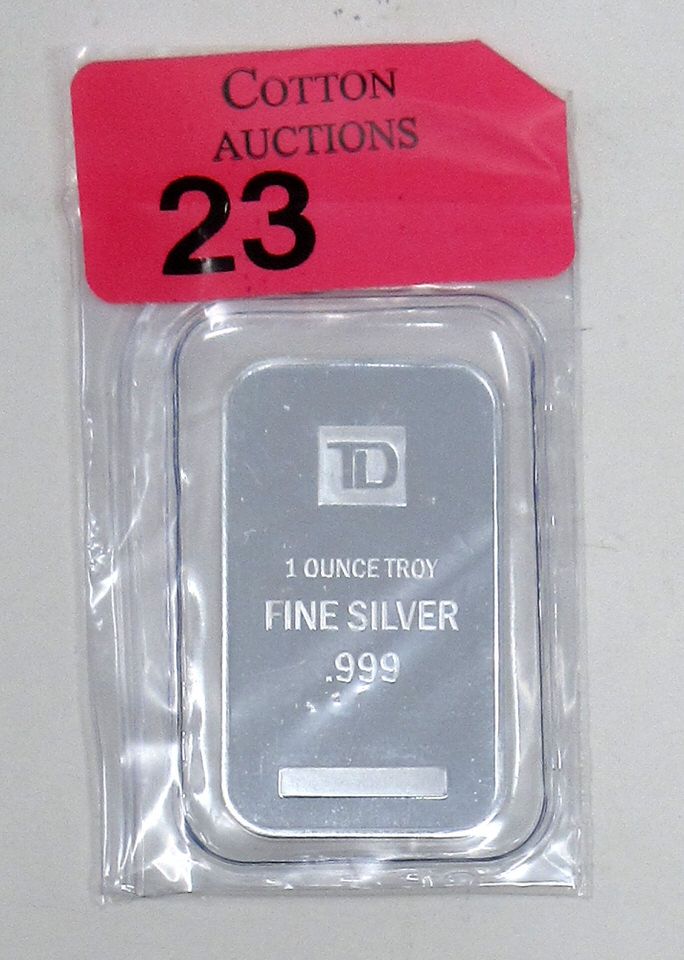 COTTON
AUCTIONS
23
TD
1 OUNCE TROY
FINE SILVER
.999